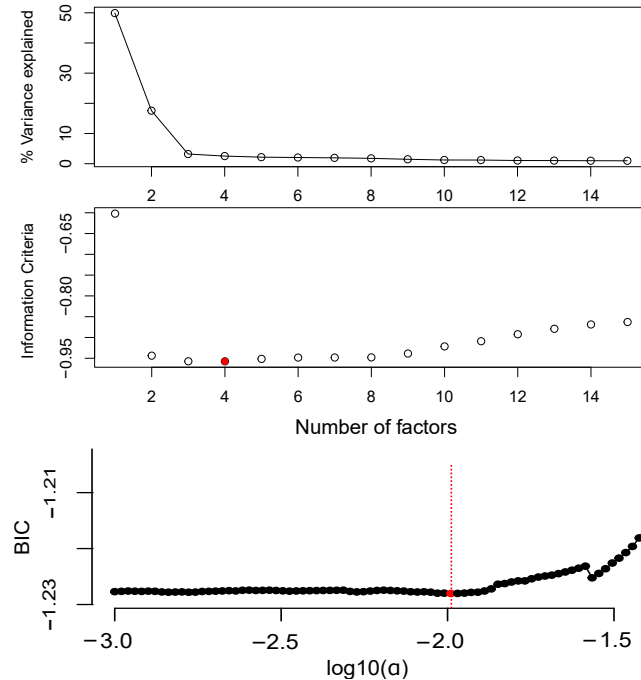 % Variance explained
50
30
10
0
2 4 6 8 10 12 14
Information Criteria
−0.65
−0.80
−0.95
2 4 6 8 10 12 14
Number of factors
BIC
−1.21
−1.23
−3.0 −2.5 −2.0 −1.5
log10(α)